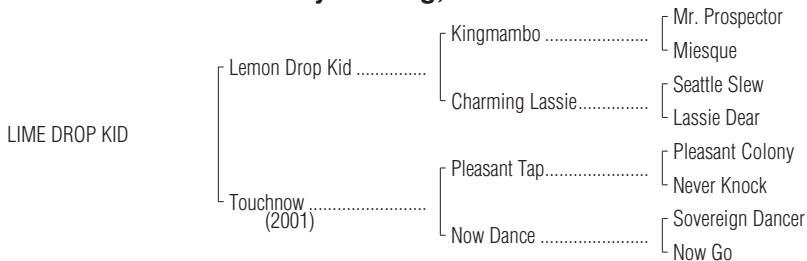 Mr. Prospector
Kingmambo ......................
Miesque
Lemon Drop Kid ...............
Seattle Slew
Charming Lassie...............
Lassie Dear
LIME DROP KID
Pleasant Colony
Pleasant Tap......................
Never Knock
Touchnow .........................
(2001)
Sovereign Dancer
Now Dance .......................
Now Go